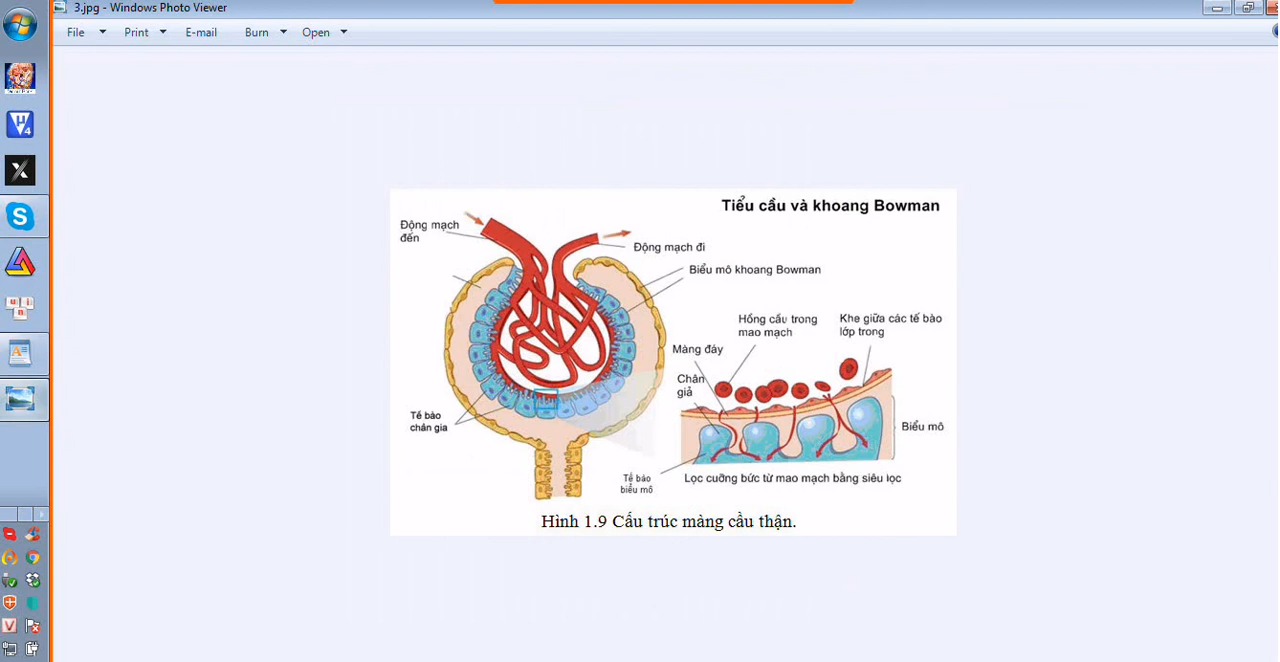 3.jpg - Windows Photo Viewer
File Print E-mail Burn Open
Tiểu cầu và khoang Bowman
Động mạch
đến
Động mạch đi
Biểu mô khoang Bowman
Hồng cầu trong
mao mạch
Khe giữa các tế bào
lớp trong
Màng đáy
Chân
giả
Tế bào
chân gia
Biểu mô
Tế bào
biểu mô
Lọc cưỡng bức từ mao mạch bằng siêu lọc
Hình 1.9 Cấu trúc màng cầu thận.